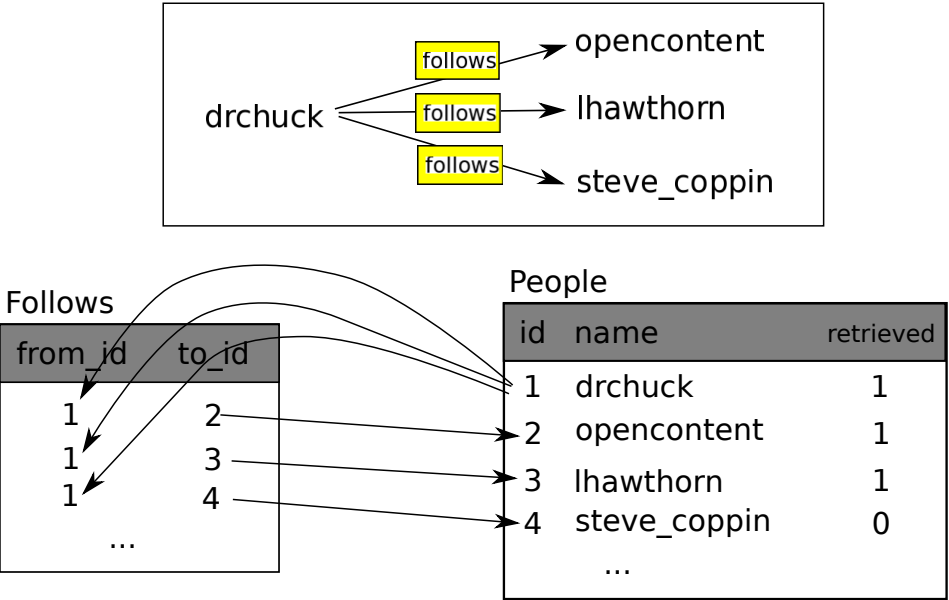 follows opencontent
drchuck follows lhawthorn
follows steve_coppin
Follows
from_id to_id
1 2
1 3
1 4
...
People
id name retrieved
1 drchuck 1
2 opencontent 1
3 lhawthorn 1
4 steve_coppin 0
...